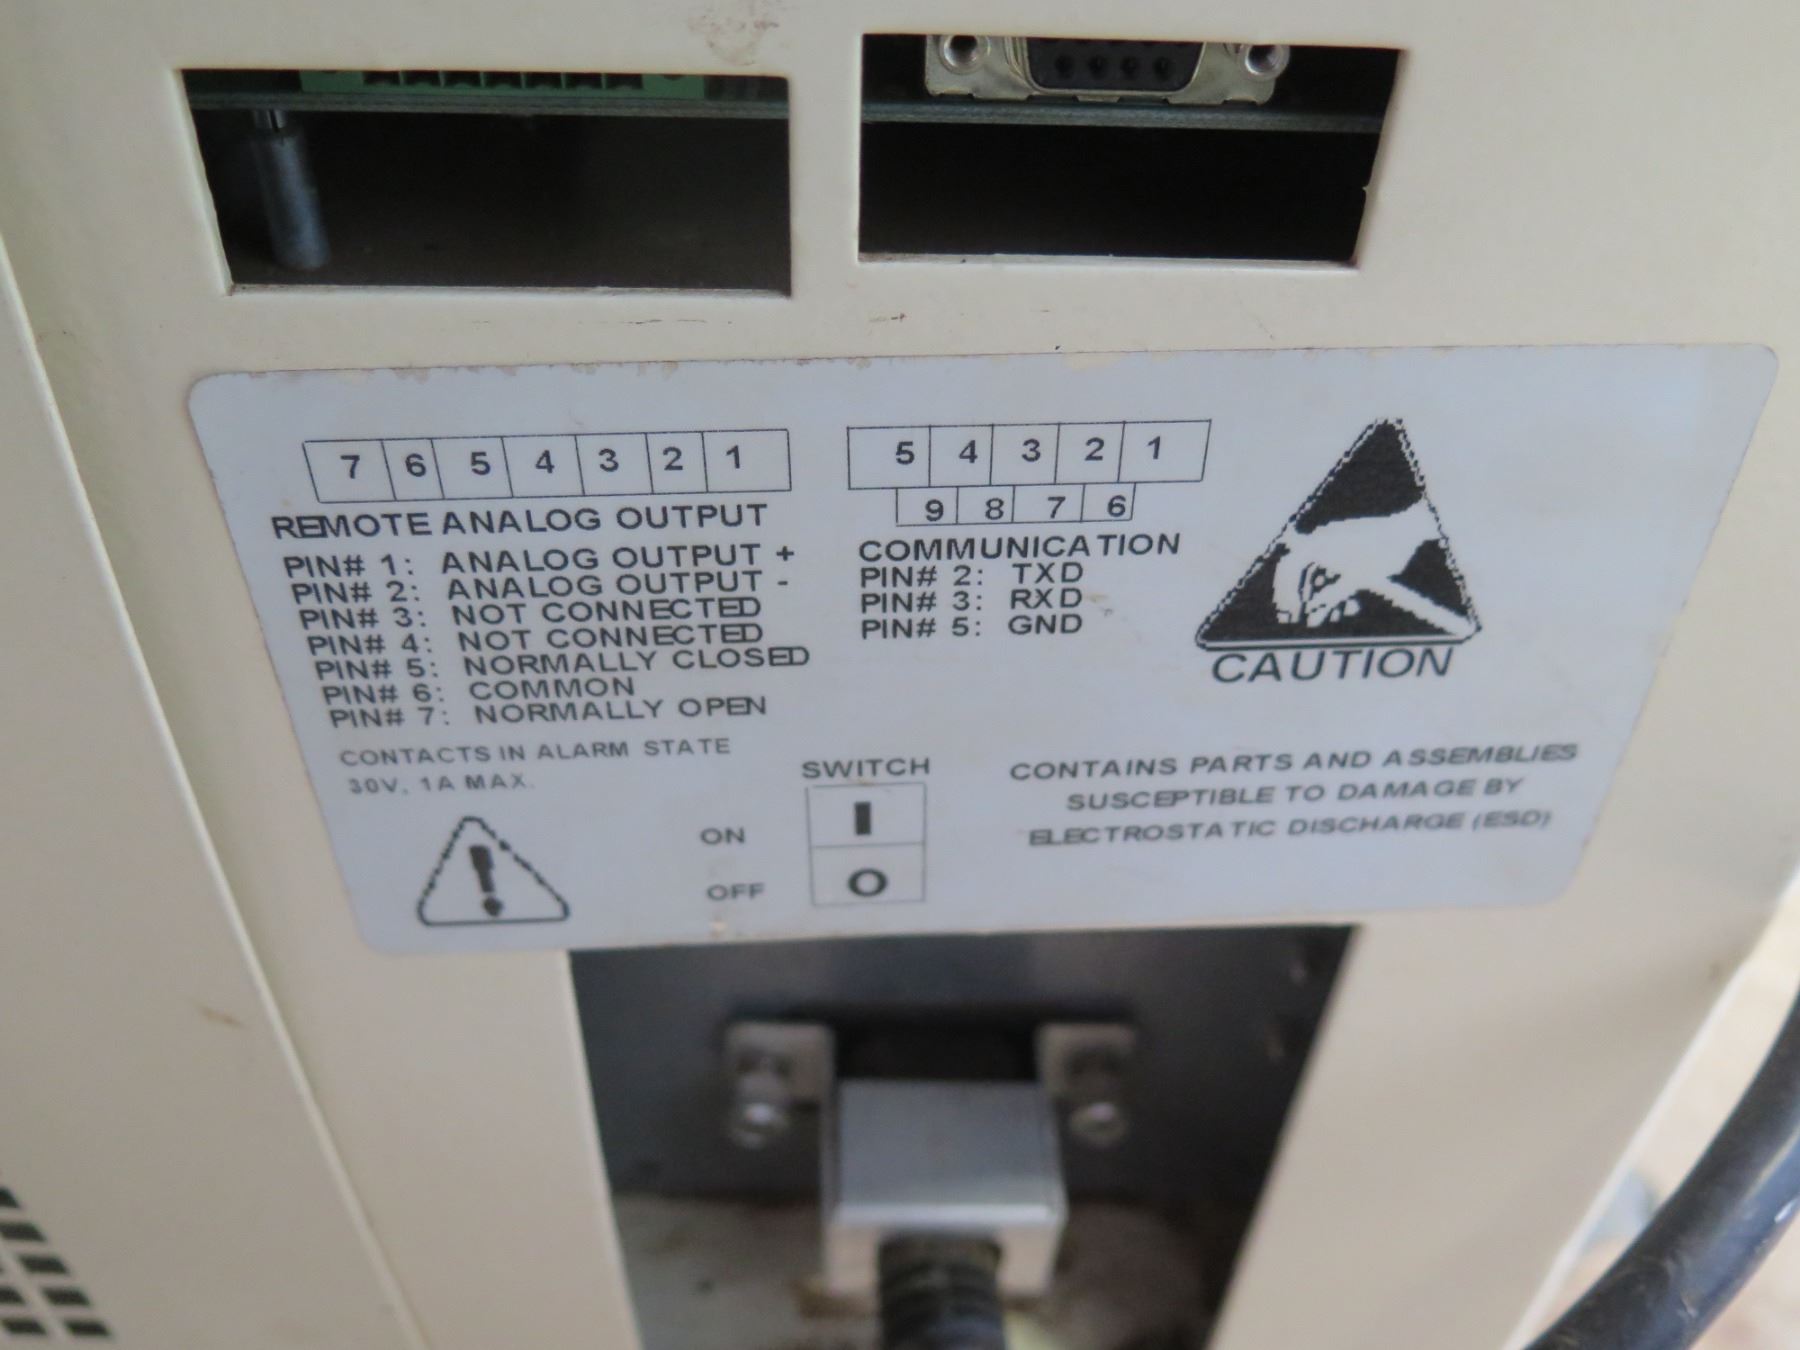 7 6 5 4 3 2 1
REMOTE ANALOG OUTPUT
PIN# 1: ANALOG OUTPUT +
PIN# 2: ANALOG OUTPUT -
PIN# 3: NOT CONNECTED
PIN# 4: NOT CONNECTED
PIN# 5: NORMALLY CLOSED
PIN# 6: COMMON
PIN# 7: NORMALLY OPEN
CONTACTS IN ALARM STATE
30V, 1A MAX.
5 4 3 2 1
9 8 7 6
COMMUNICATION
PIN# 2: TXD
PIN# 3: RXD
PIN# 5: GND
CAUTION
SWITCH
ON I
OFF O
CONTAINS PARTS AND ASSEMBLIES
SUSCEPTIBLE TO DAMAGE BY
ELECTROSTATIC DISCHARGE (ESD)